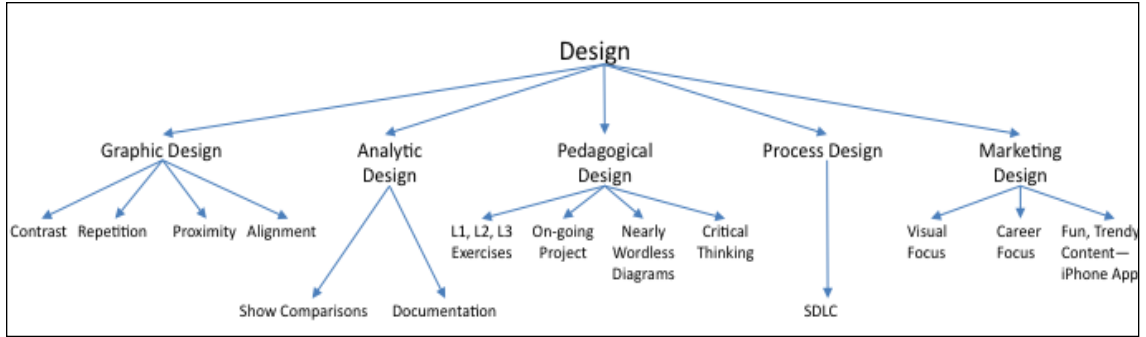 Design
Graphic Design
Analytic
Design
Pedagogical
Design
Process Design
Marketing
Design
Contrast
Repetition
Proximity
Alignment
Show Comparisons
Documentation
L1, L2, L3
Exercises
On-going
Project
Nearly
Wordless
Diagrams
Critical
Thinking
SDLC
Visual
Focus
Career
Focus
Fun, Trendy
Content—
iPhone App